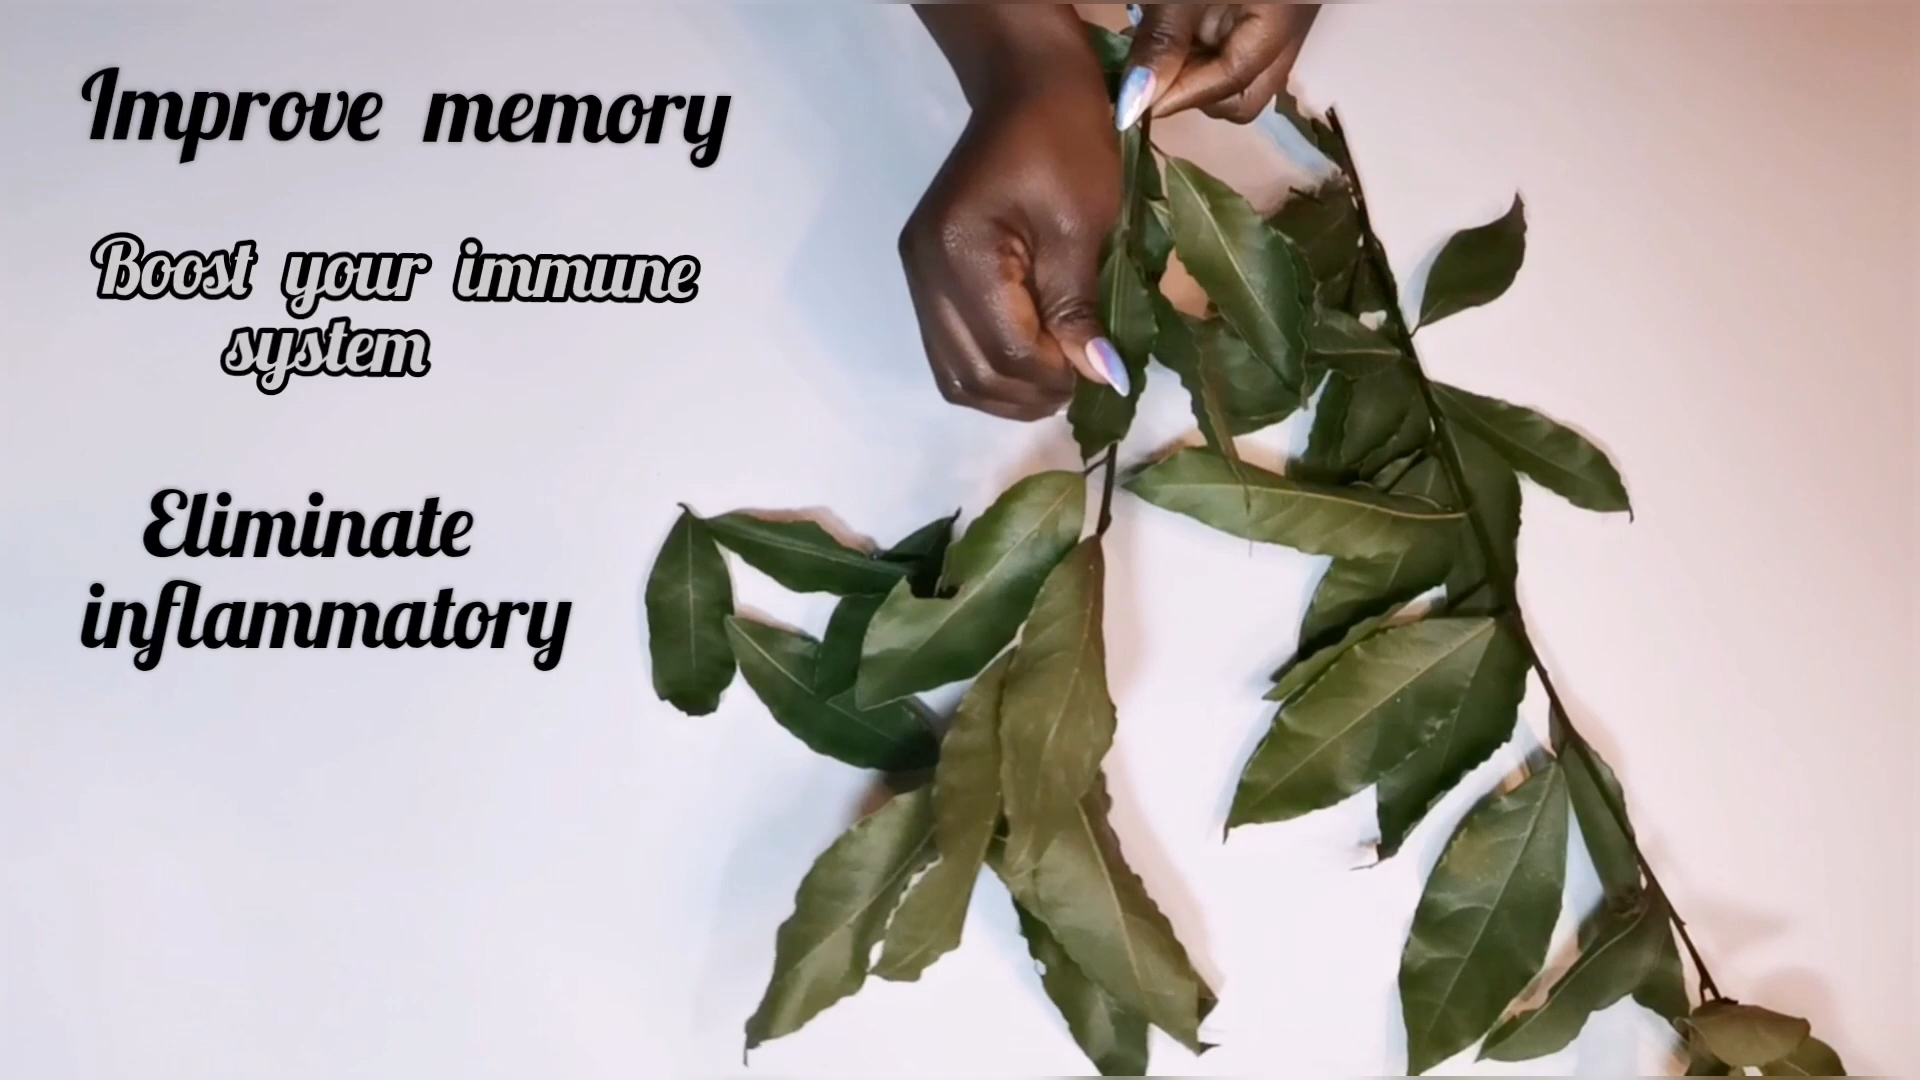 Improve memory
Boost your immune
system
Eliminate
inflammatory